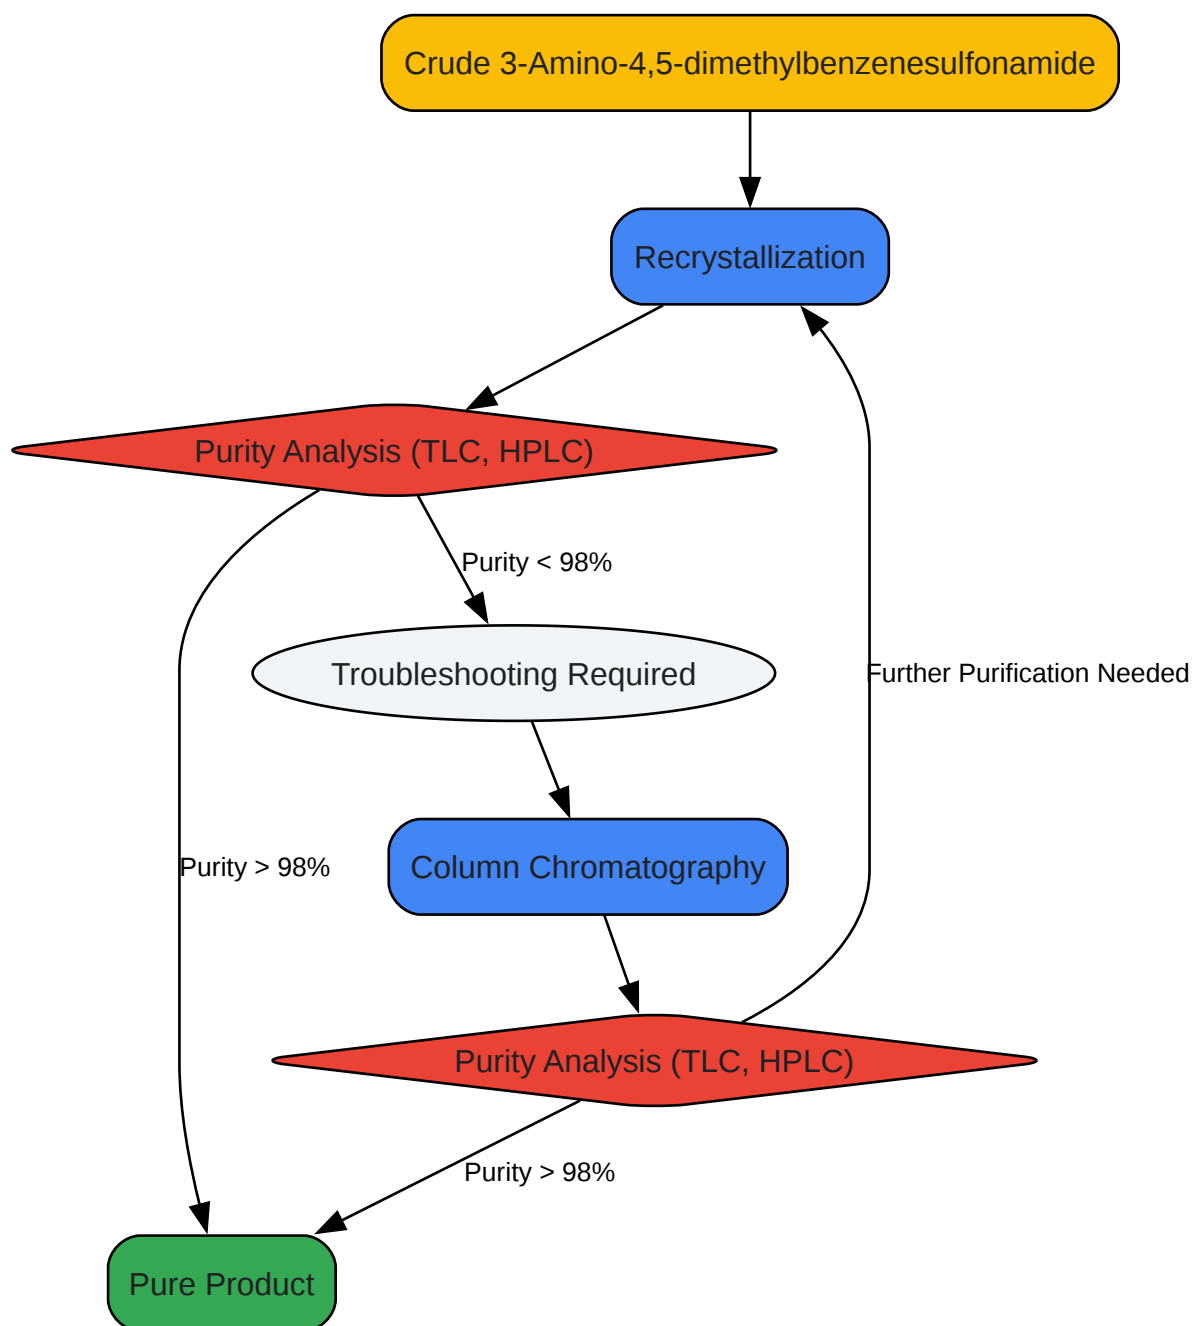 Crude 3-Amino-4,5-dimethylbenzenesulfonamide
Recrystallization
Purity Analysis (TLC, HPLC)
Purity < 98%
Troubleshooting Required
Further Purification Needed
Purity > 98%
Column Chromatography
Purity Analysis (TLC, HPLC)
Purity > 98%
Pure Product